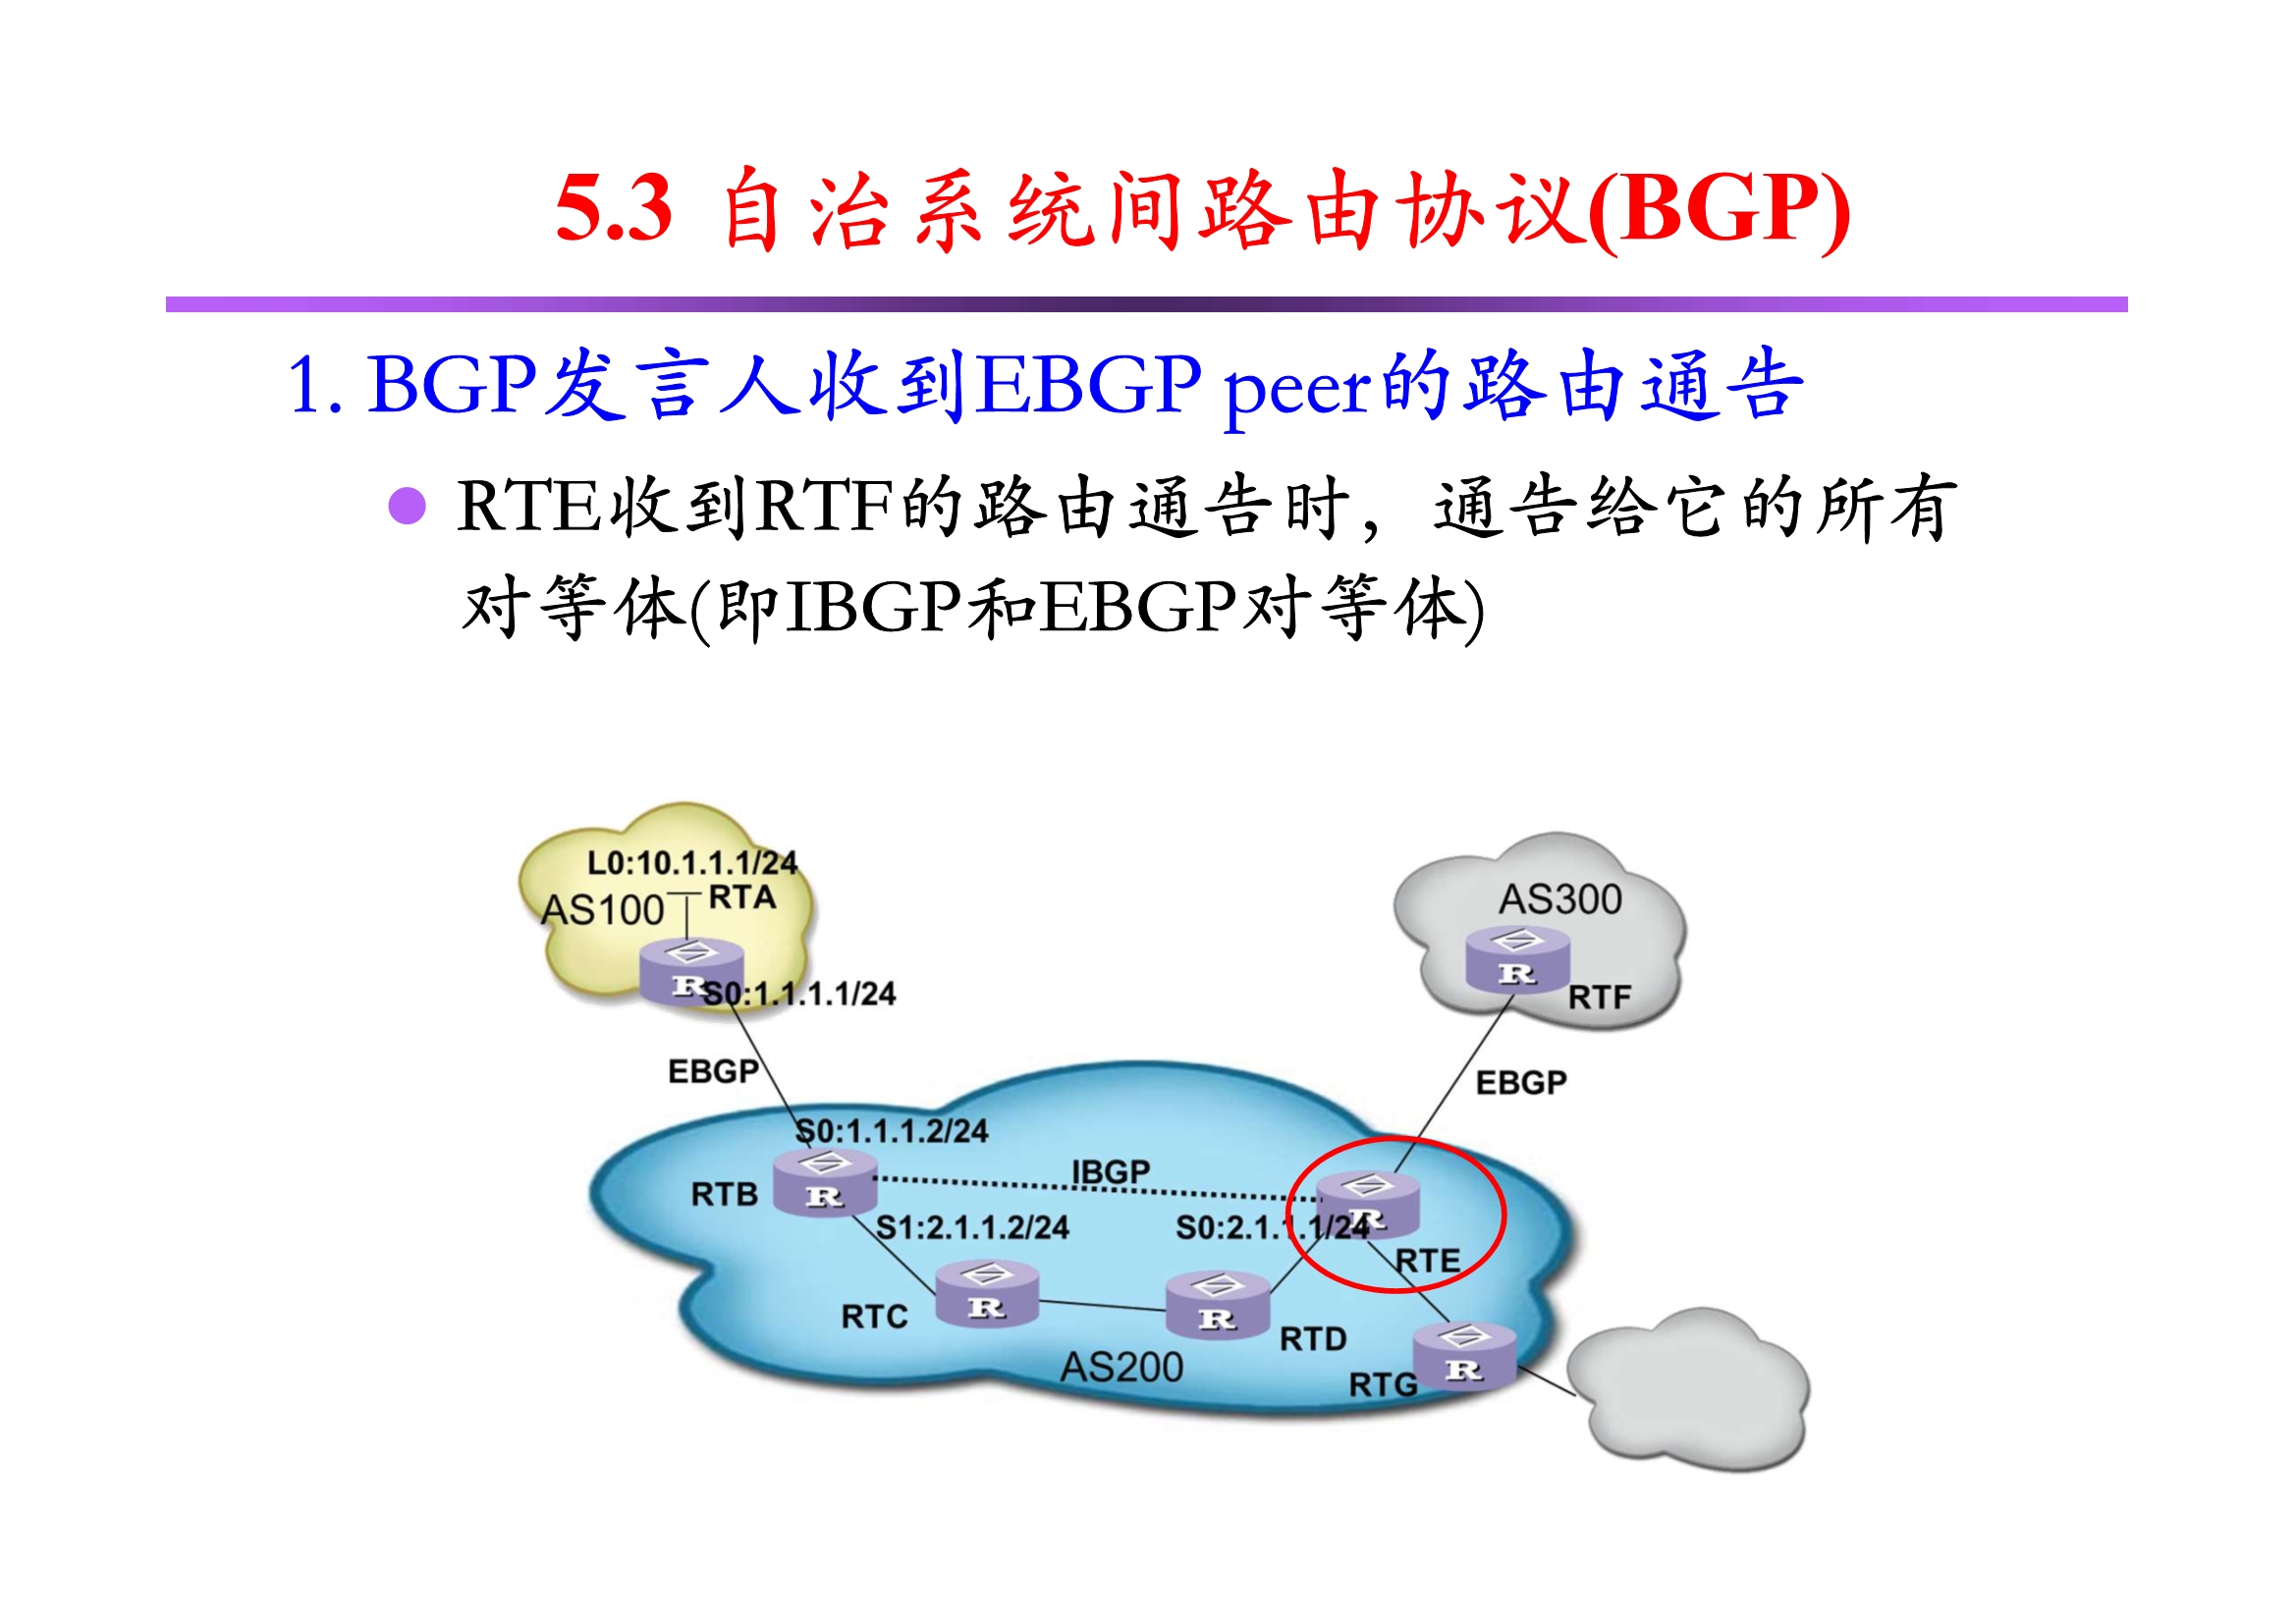 5.3 自治系统间路由协议(BGP)
1. BGP发言人收到EBGP peer的路由通告
RTE收到RTF的路由通告时，通告给它的所有
对等体(即IBGP和EBGP对等体)
L0:10.1.1.1/24
AS100
RTA
R
S0:1.1.1.1/24
AS300
R
RTF
EBGP
EBGP
S0:1.1.1.2/24
IBGP
RTB
R
R
S1:2.1.1.2/24
S0:2.1.1.1/24
RTE
RTC
R
R
RTD
AS200
RTG
R